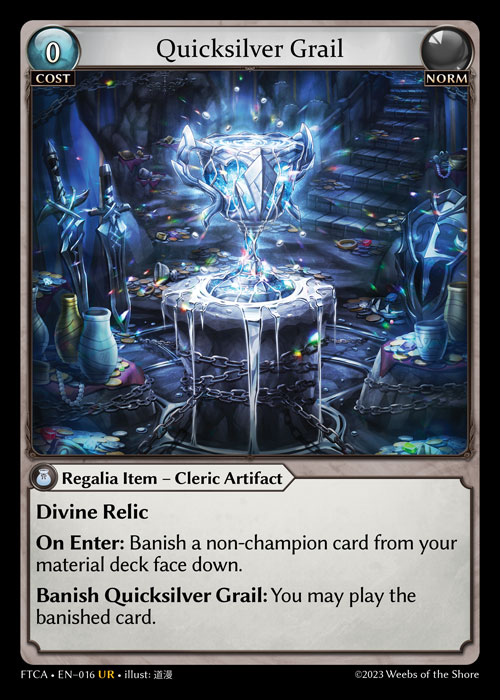 0
Quicksilver Grail
COST
NORM
Regalia Item – Cleric Artifact
Divine Relic
On Enter: Banish a non-champion card from your
material deck face down.
Banish Quicksilver Grail: You may play the
banished card.
FTCA • EN–016 UR • illust: 道漫
©2023 Weebs of the Shore